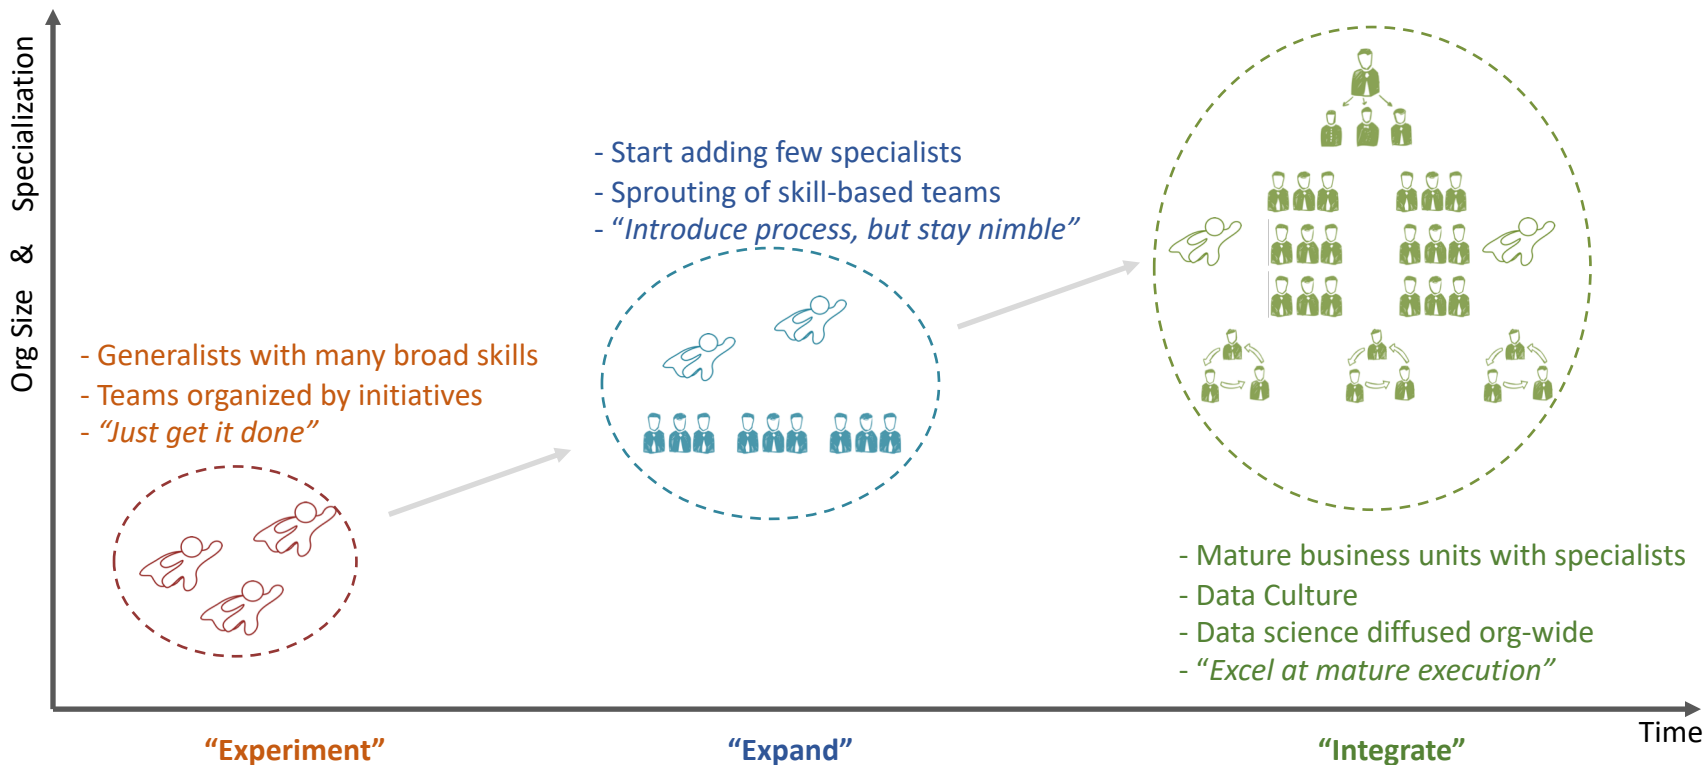 Org Size & Specialization
- Generalists with many broad skills
- Teams organized by initiatives
- “Just get it done”
- Start adding few specialists
- Sprouting of skill-based teams
- “Introduce process, but stay nimble”
- Mature business units with specialists
- Data Culture
- Data science diffused org-wide
- “Excel at mature execution”
Time
“Experiment”
“Expand”
“Integrate”